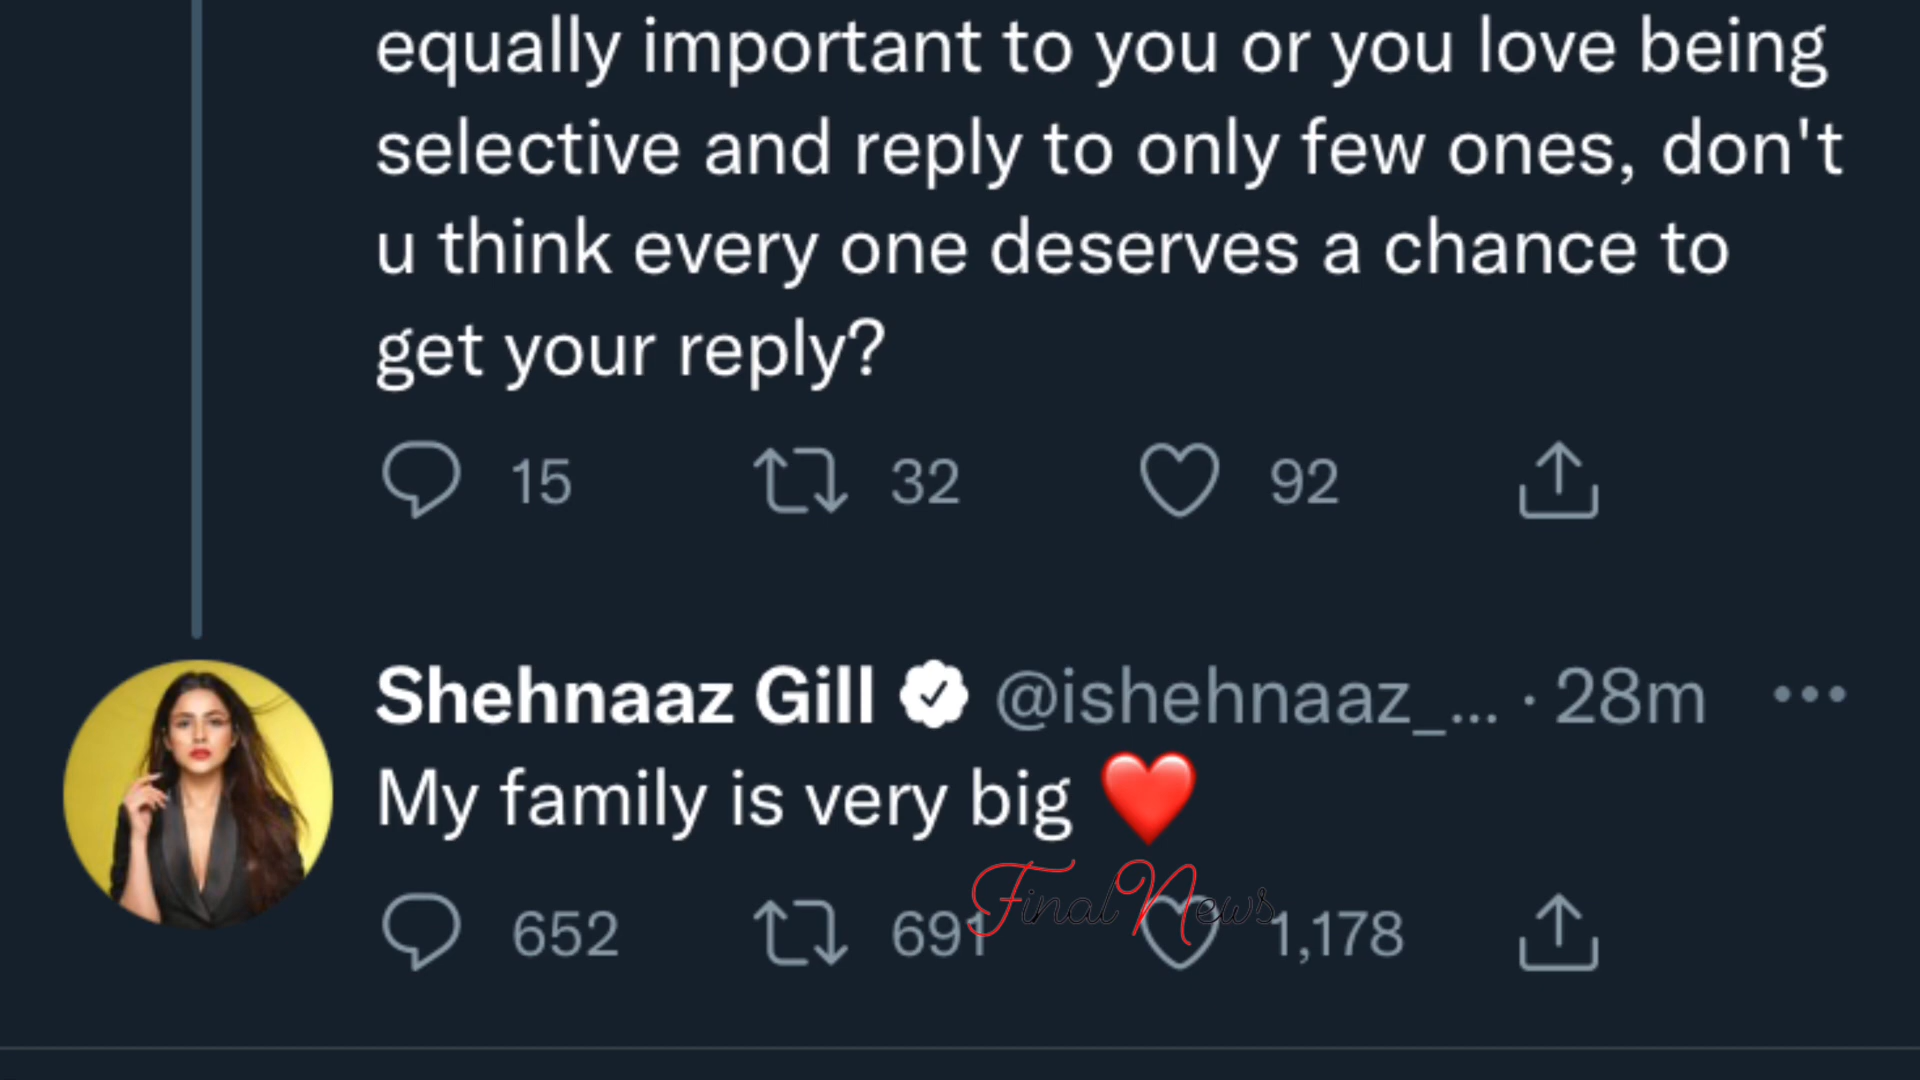 equally important to you or you love being
selective and reply to only few ones, don't
u think every one deserves a chance to
get your reply?
15 32 92
Shehnaaz Gill @ishehnaaz_... · 28m
My family is very big ❤️
Final News
652 691 1,178